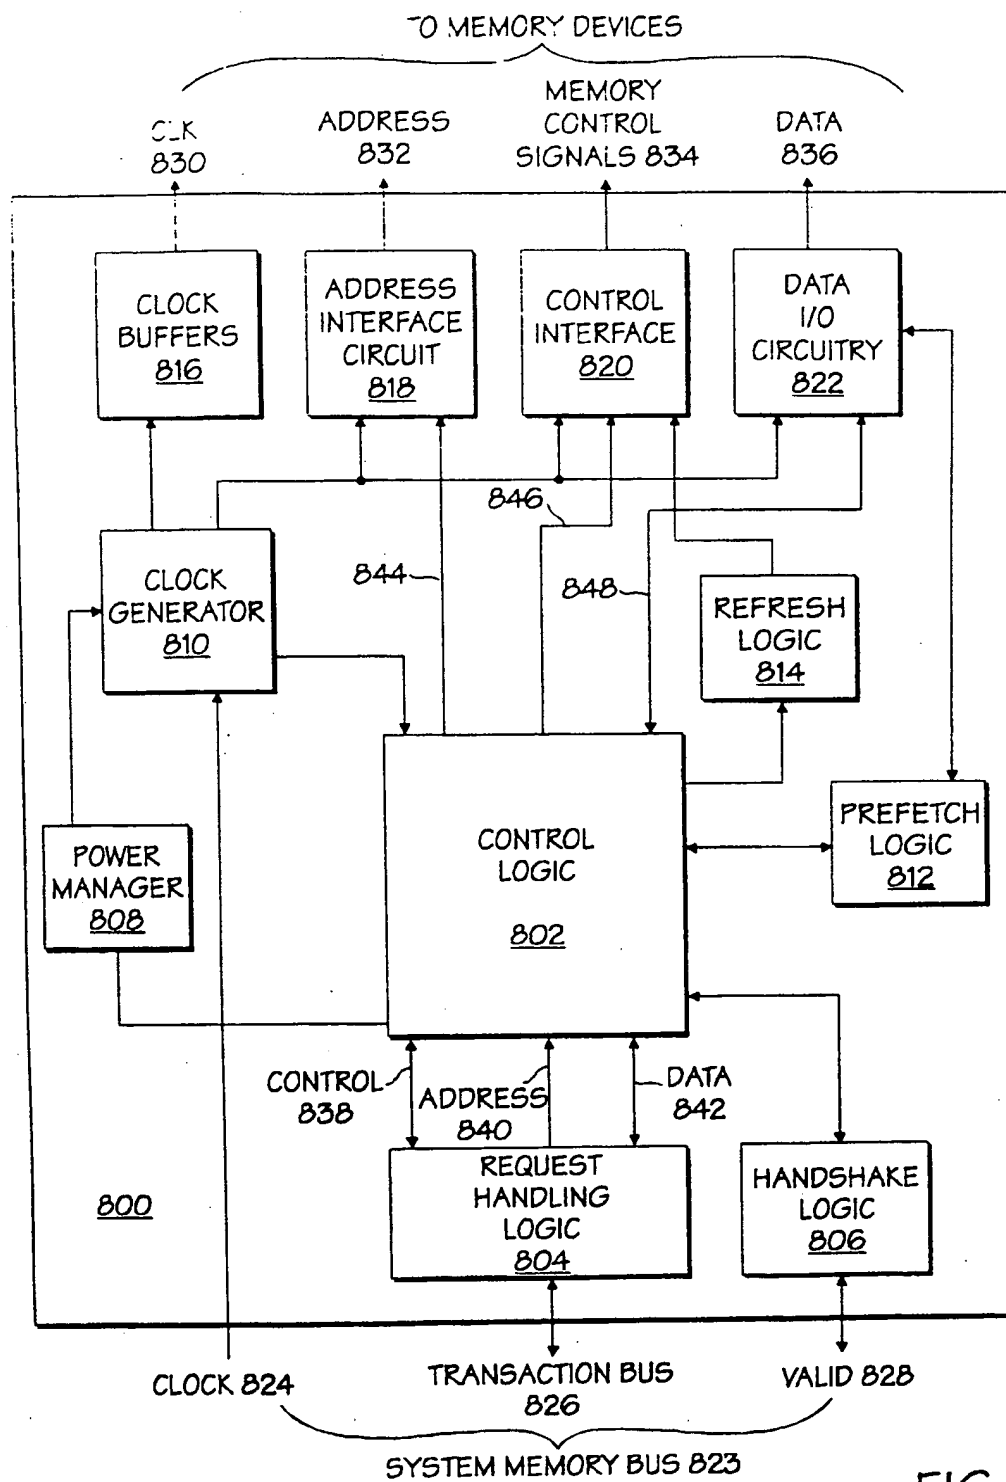 TO MEMORY DEVICES
CLK
830
ADDRESS
832
MEMORY
CONTROL
SIGNALS 834
DATA
836
CLOCK
BUFFERS
816
ADDRESS
INTERFACE
CIRCUIT
818
CONTROL
INTERFACE
820
DATA
I/O
CIRCUITRY
822
846
844
848
CLOCK
GENERATOR
810
REFRESH
LOGIC
814
POWER
MANAGER
808
CONTROL
LOGIC
802
PREFETCH
LOGIC
812
CONTROL
838
ADDRESS
840
DATA
842
800
REQUEST
HANDLING
LOGIC
804
HANDSHAKE
LOGIC
806
CLOCK 824
TRANSACTION BUS
826
VALID 828
SYSTEM MEMORY BUS 823